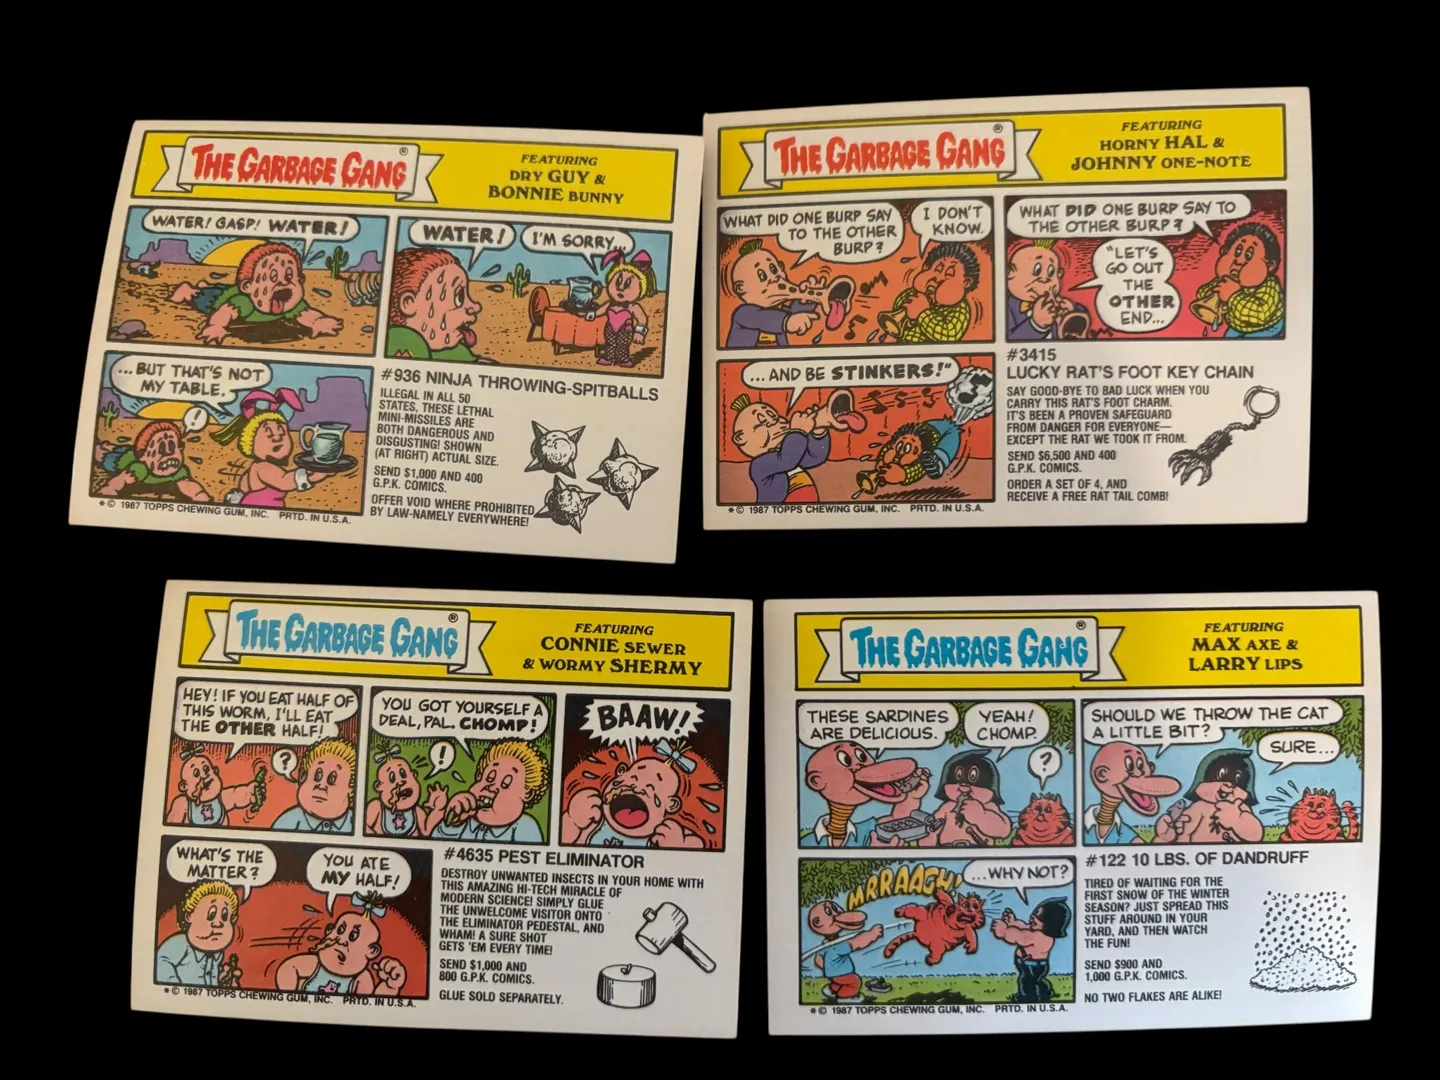 THE GARBAGE GANG®
FEATURING
DRY GUY &
BONNIE BUNNY
WATER! GASP! WATER!
WATER!
I'M SORRY...
...BUT THAT'S NOT
MY TABLE.
!
#936 NINJA THROWING-SPITBALLS
ILLEGAL IN ALL 50
STATES, THESE LETHAL
MINI-MISSILES ARE
BOTH DANGEROUS AND
DISGUSTING! SHOWN
(AT RIGHT) ACTUAL SIZE.
SEND $1,000 AND 400
G.P.K. COMICS.
OFFER VOID WHERE PROHIBITED
BY LAW-NAMELY EVERYWHERE!
* © 1987 TOPPS CHEWING GUM, INC. PRTD. IN U.S.A.
THE GARBAGE GANG®
FEATURING
HORNY HAL &
JOHNNY ONE-NOTE
WHAT DID ONE BURP SAY
TO THE OTHER
BURP?
I DON'T
KNOW.
WHAT DID ONE BURP SAY TO
THE OTHER BURP?
"LET'S
GO OUT
THE
OTHER
END...
...AND BE STINKERS!"
#3415
LUCKY RAT'S FOOT KEY CHAIN
SAY GOOD-BYE TO BAD LUCK WHEN YOU
CARRY THIS RAT'S FOOT CHARM.
IT'S BEEN A PROVEN SAFEGUARD
FROM DANGER FOR EVERYONE—
EXCEPT THE RAT WE TOOK IT FROM.
SEND $6,500 AND 400
G.P.K. COMICS.
ORDER A SET OF 4, AND
RECEIVE A FREE RAT TAIL COMB!
* © 1987 TOPPS CHEWING GUM, INC. PRTD. IN U.S.A.
THE GARBAGE GANG®
FEATURING
CONNIE SEWER
& WORMY SHERMY
HEY! IF YOU EAT HALF OF
THIS WORM, I'LL EAT
THE OTHER HALF!
?
YOU GOT YOURSELF A
DEAL, PAL. CHOMP!
!
BAAW!
WHAT'S THE
MATTER?
YOU ATE
MY HALF!
#4635 PEST ELIMINATOR
DESTROY UNWANTED INSECTS IN YOUR HOME WITH
THIS AMAZING HI-TECH MIRACLE OF
MODERN SCIENCE! SIMPLY GLUE
THE UNWELCOME VISITOR ONTO
THE ELIMINATOR PEDESTAL, AND
WHAM! A SURE SHOT
GETS 'EM EVERY TIME!
SEND $1,000 AND
800 G.P.K. COMICS.
GLUE SOLD SEPARATELY.
* © 1987 TOPPS CHEWING GUM, INC. PRTD. IN U.S.A.
THE GARBAGE GANG®
FEATURING
MAX AXE &
LARRY LIPS
THESE SARDINES
ARE DELICIOUS.
YEAH!
CHOMP.
?
SHOULD WE THROW THE CAT
A LITTLE BIT?
SURE...
MRRAAGH!
...WHY NOT?
#122 10 LBS. OF DANDRUFF
TIRED OF WAITING FOR THE
FIRST SNOW OF THE WINTER
SEASON? JUST SPREAD THIS
STUFF AROUND IN YOUR
YARD, AND THEN WATCH
THE FUN!
SEND $900 AND
1,000 G.P.K. COMICS.
NO TWO FLAKES ARE ALIKE!
* © 1987 TOPPS CHEWING GUM, INC. PRTD. IN U.S.A.